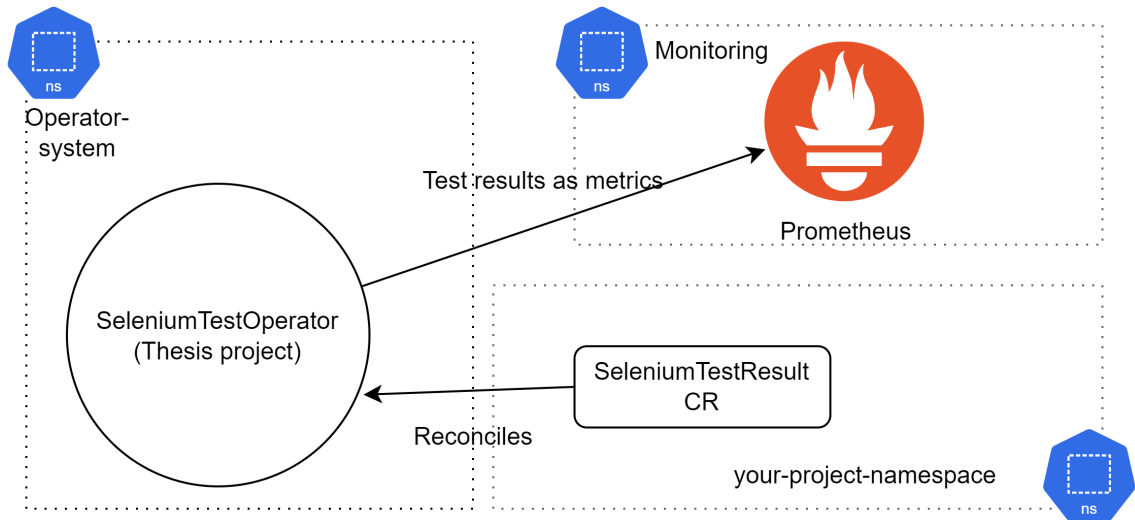 ns
Operator-
system
ns
Monitoring
Test results as metrics
Prometheus
SeleniumTestOperator
(Thesis project)
SeleniumTestResult
CR
Reconciles
your-project-namespace
ns